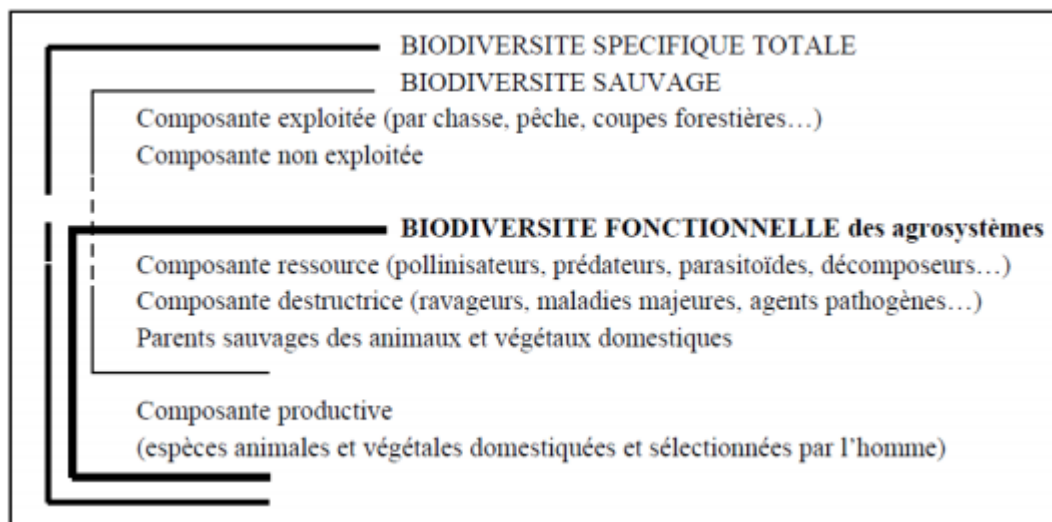 BIODIVERSITE SPECIFIQUE TOTALE
BIODIVERSITE SAUVAGE
Composante exploitée (par chasse, pêche, coupes forestières…)
Composante non exploitée
BIODIVERSITE FONCTIONNELLE des agrosystèmes
Composante ressource (pollinisateurs, prédateurs, parasitoïdes, décomposeurs…)
Composante destructrice (ravageurs, maladies majeures, agents pathogènes…)
Parents sauvages des animaux et végétaux domestiques
Composante productive
(espèces animales et végétales domestiquées et sélectionnées par l’homme)